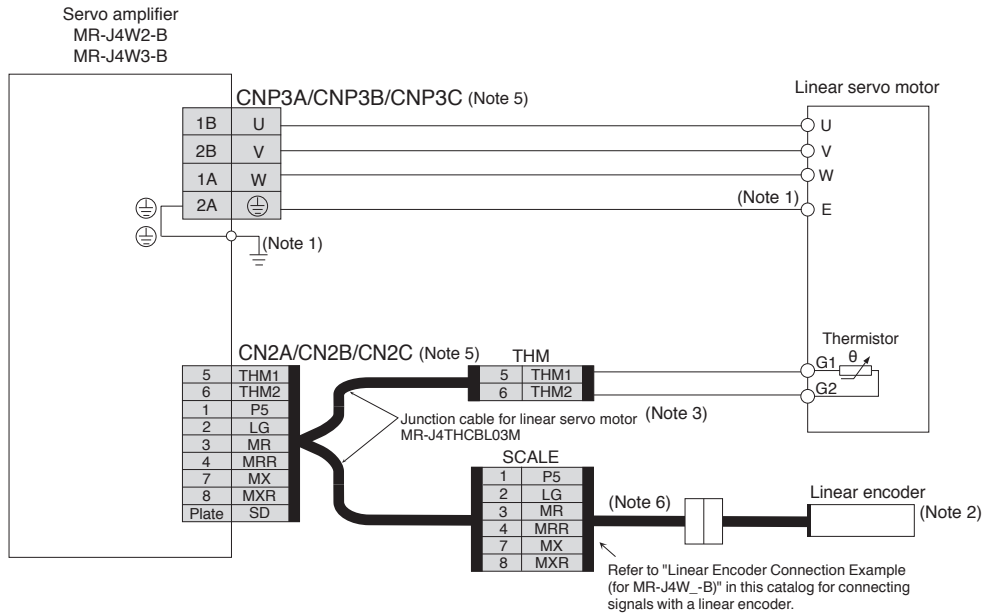 Servo amplifier
MR-J4W2-B
MR-J4W3-B
CNP3A/CNP3B/CNP3C (Note 5)
Linear servo motor
1B U
U
2B V
V
1A W
W
2A
(Note 1)
E
(Note 1)
CN2A/CN2B/CN2C (Note 5)
THM
Thermistor
θ
G1
G2
5 THM1
6 THM2
1 P5
2 LG
3 MR
4 MRR
7 MX
8 MXR
Plate SD
5 THM1
6 THM2
Junction cable for linear servo motor (Note 3)
MR-J4THCBL03M
SCALE
1 P5
2 LG
3 MR
4 MRR
7 MX
8 MXR
(Note 6)
Linear encoder
(Note 2)
Refer to "Linear Encoder Connection Example
(for MR-J4W_-B)" in this catalog for connecting
signals with a linear encoder.